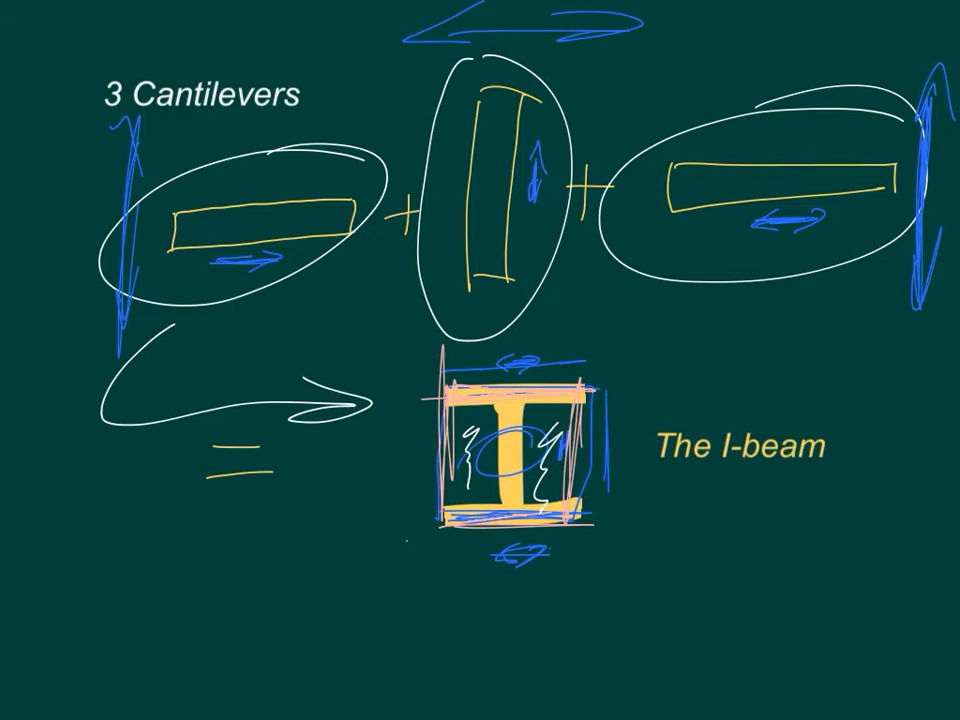 3 Cantilevers
+
+
=
The I-beam